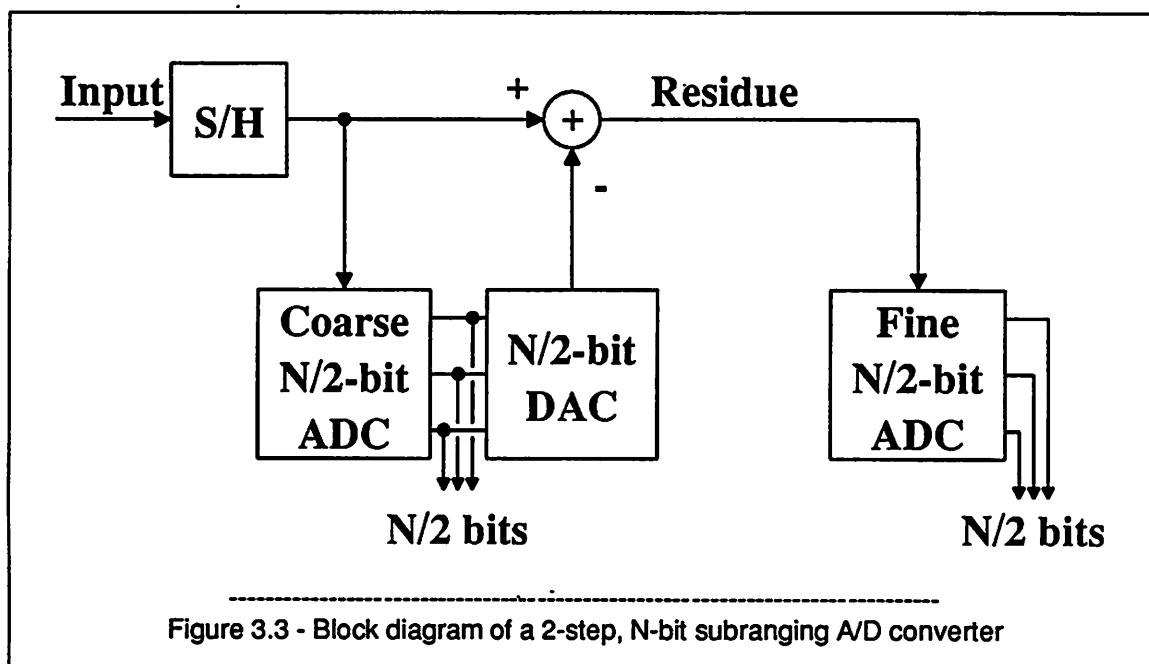 Input
S/H
+
+
Residue
-
Coarse
N/2-bit
ADC
N/2-bit
DAC
Fine
N/2-bit
ADC
N/2 bits
N/2 bits
Figure 3.3 - Block diagram of a 2-step, N-bit subranging A/D converter